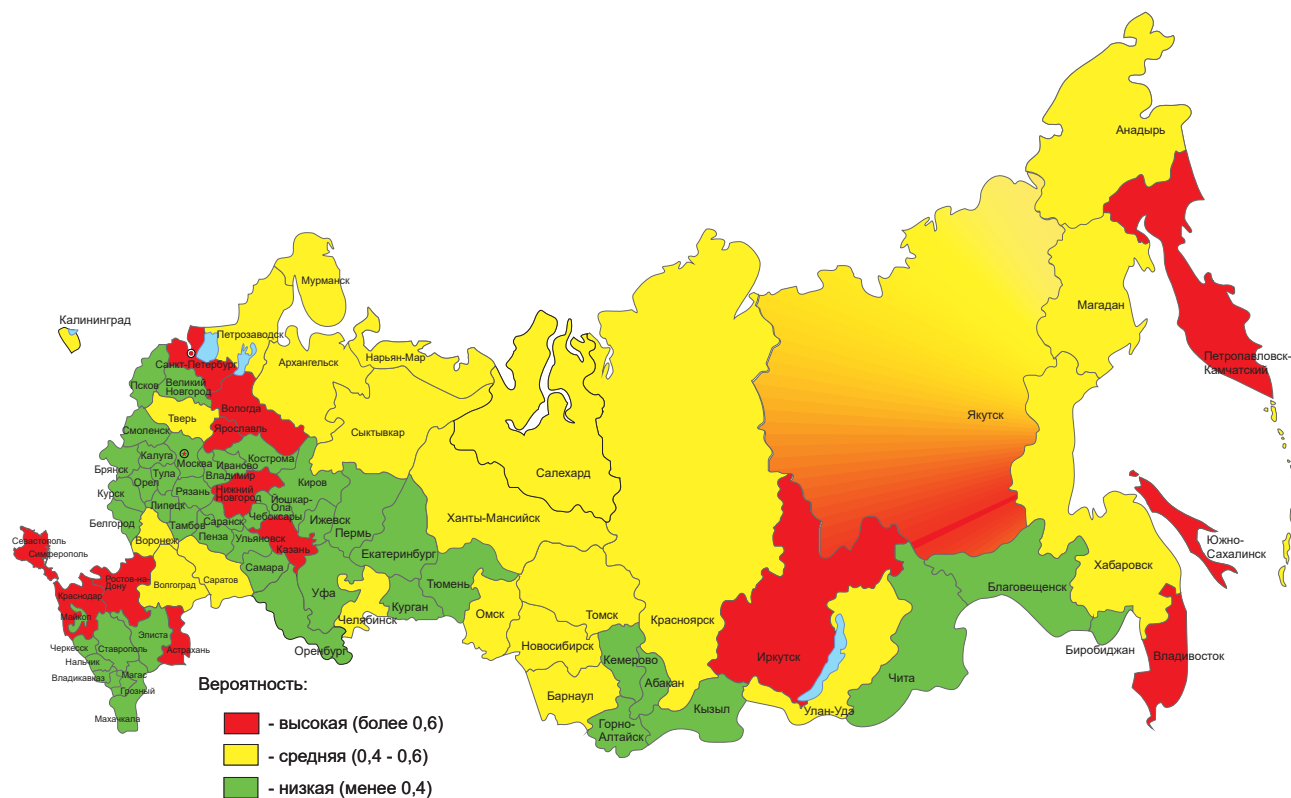 Анадырь
Мурманск
Магадан
Калининград
Петрозаводск
Нарьян-Мар
Архангельск
Петропавловск-
Камчатский
Санкт-Петербург
Псков
Великий
Новгород
Вологда
Якутск
Тверь
Ярославль
Смоленск
Сыктывкар
Калуга
Москва
Иваново
Кострома
Брянск
Тула
Владимир
Салехард
Орел
Рязань
Нижний
Новгород
Киров
Курск
Йошкар-
Ола
Липецк
Чебоксары
Ижевск
Ханты-Мансийск
Белгород
Тамбов
Саранск
Пермь
Севастополь
Воронеж
Пенза
Ульяновск
Казань
Екатеринбург
Южно-
Сахалинск
Симферополь
Самара
Хабаровск
Ростов-на-
Дону
Волгоград
Саратов
Тюмень
Благовещенск
Краснодар
Уфа
Курган
Омск
Томск
Майкоп
Челябинск
Красноярск
Элиста
Черкесск
Ставрополь
Астрахань
Оренбург
Новосибирск
Биробиджан
Владивосток
Нальчик
Кемерово
Иркутск
Владикавказ
Магас
Абакан
Чита
Грозный
Барнаул
Кызыл
Улан-Удэ
Махачкала
Горно-
Алтайск
Вероятность:
- высокая (более 0,6)
- средняя (0,4 - 0,6)
- низкая (менее 0,4)